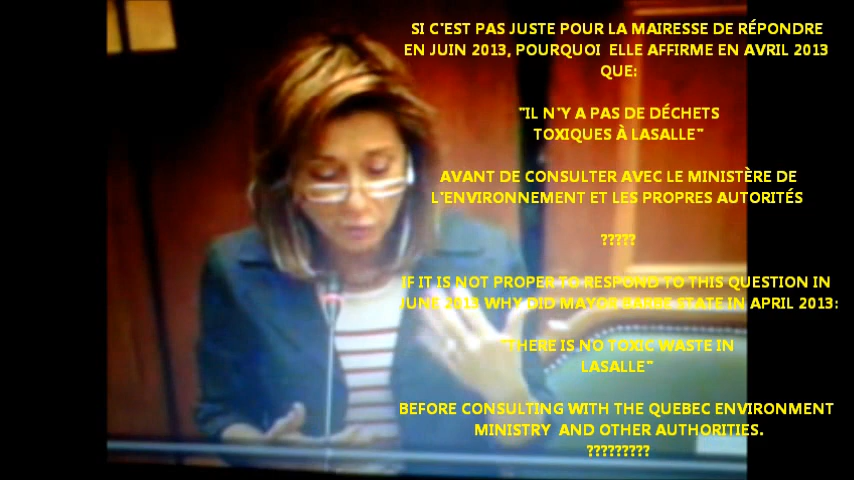 SI C'EST PAS JUSTE POUR LA MAIRESSE DE RÉPONDRE
EN JUIN 2013, POURQUOI ELLE AFFIRME EN AVRIL 2013
QUE:
"IL N'Y A PAS DE DÉCHETS
TOXIQUES À LASALLE"
AVANT DE CONSULTER AVEC LE MINISTÈRE DE
L'ENVIRONNEMENT ET LES PROPRES AUTORITÉS
?????
IF IT IS NOT PROPER TO RESPOND TO THIS QUESTION IN
JUNE 2013 WHY DID MAYOR BARBE STATE IN APRIL 2013:
"THERE IS NO TOXIC WASTE IN
LASALLE"
BEFORE CONSULTING WITH THE QUEBEC ENVIRONMENT
MINISTRY AND OTHER AUTHORITIES.
?????????